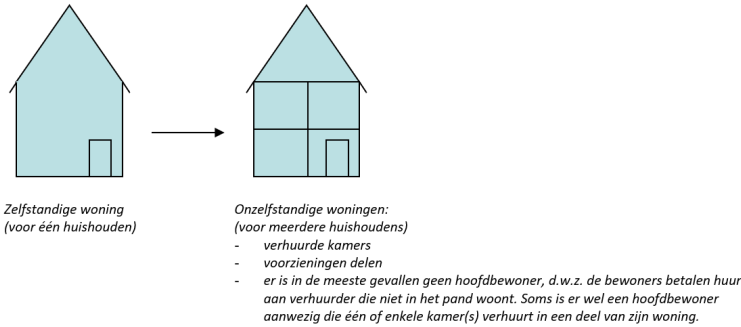 Zelfstandige woning
(voor één huishouden)
Onzelfstandige woningen:
(voor meerdere huishoudens)
- verhuurde kamers
- voorzieningen delen
- er is in de meeste gevallen geen hoofdbewoner, d.w.z. de bewoners betalen huur
aan verhuurder die niet in het pand woont. Soms is er wel een hoofdbewoner
aanwezig die één of enkele kamer(s) verhuurt in een deel van zijn woning.